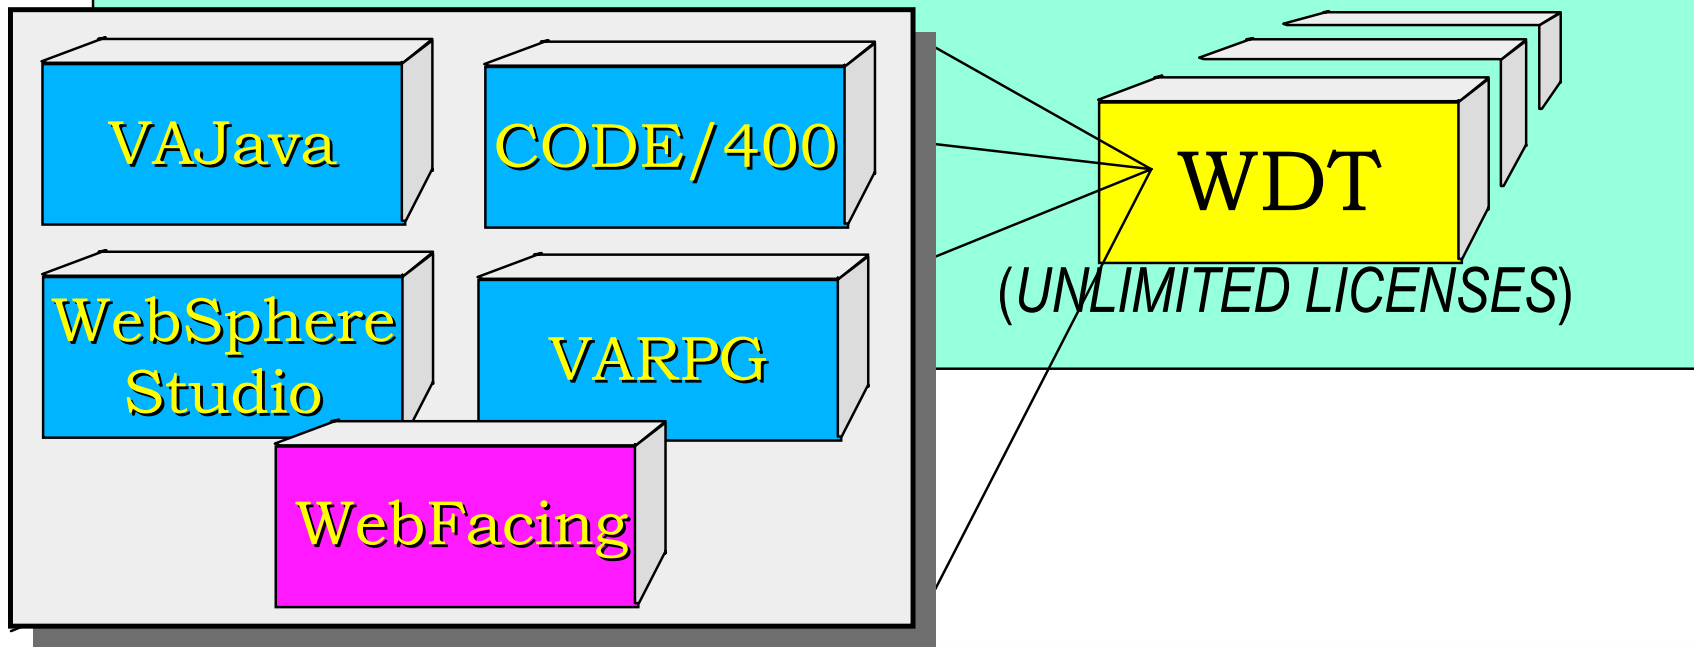 VAJava
CODE/400
WDT
(UNLIMITED LICENSES)
WebSphere
Studio
VARPG
WebFacing